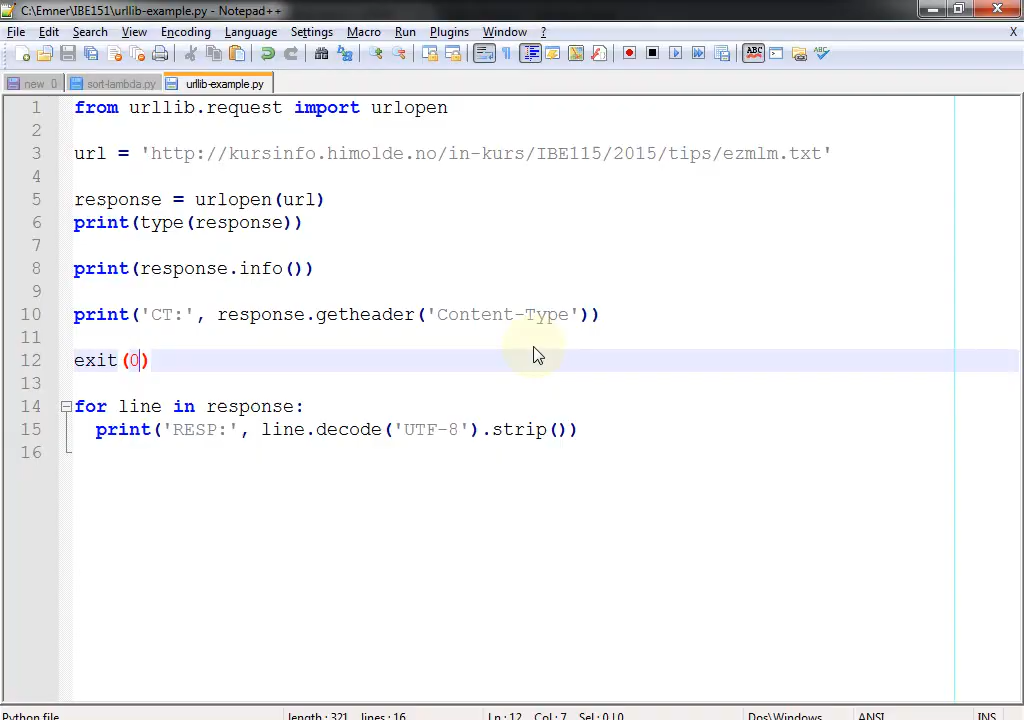 C:\Emner\IBE151\urllib-example.py - Notepad++
File Edit Search View Encoding Language Settings Macro Run Plugins Window ? X
new 0 sort-lambda.py urllib-example.py
1 from urllib.request import urlopen
2
3 url = 'http://kursinfo.himolde.no/in-kurs/IBE115/2015/tips/ezmlm.txt'
4
5 response = urlopen(url)
6 print(type(response))
7
8 print(response.info())
9
10 print('CT:', response.getheader('Content-Type'))
11
12 exit(0)
13
14 for line in response:
15 print('RESP:', line.decode('UTF-8').strip())
16
Python file length : 321 lines : 16 Ln : 12 Col : 7 Sel : 0 | 0 Dos\Windows ANSI INS